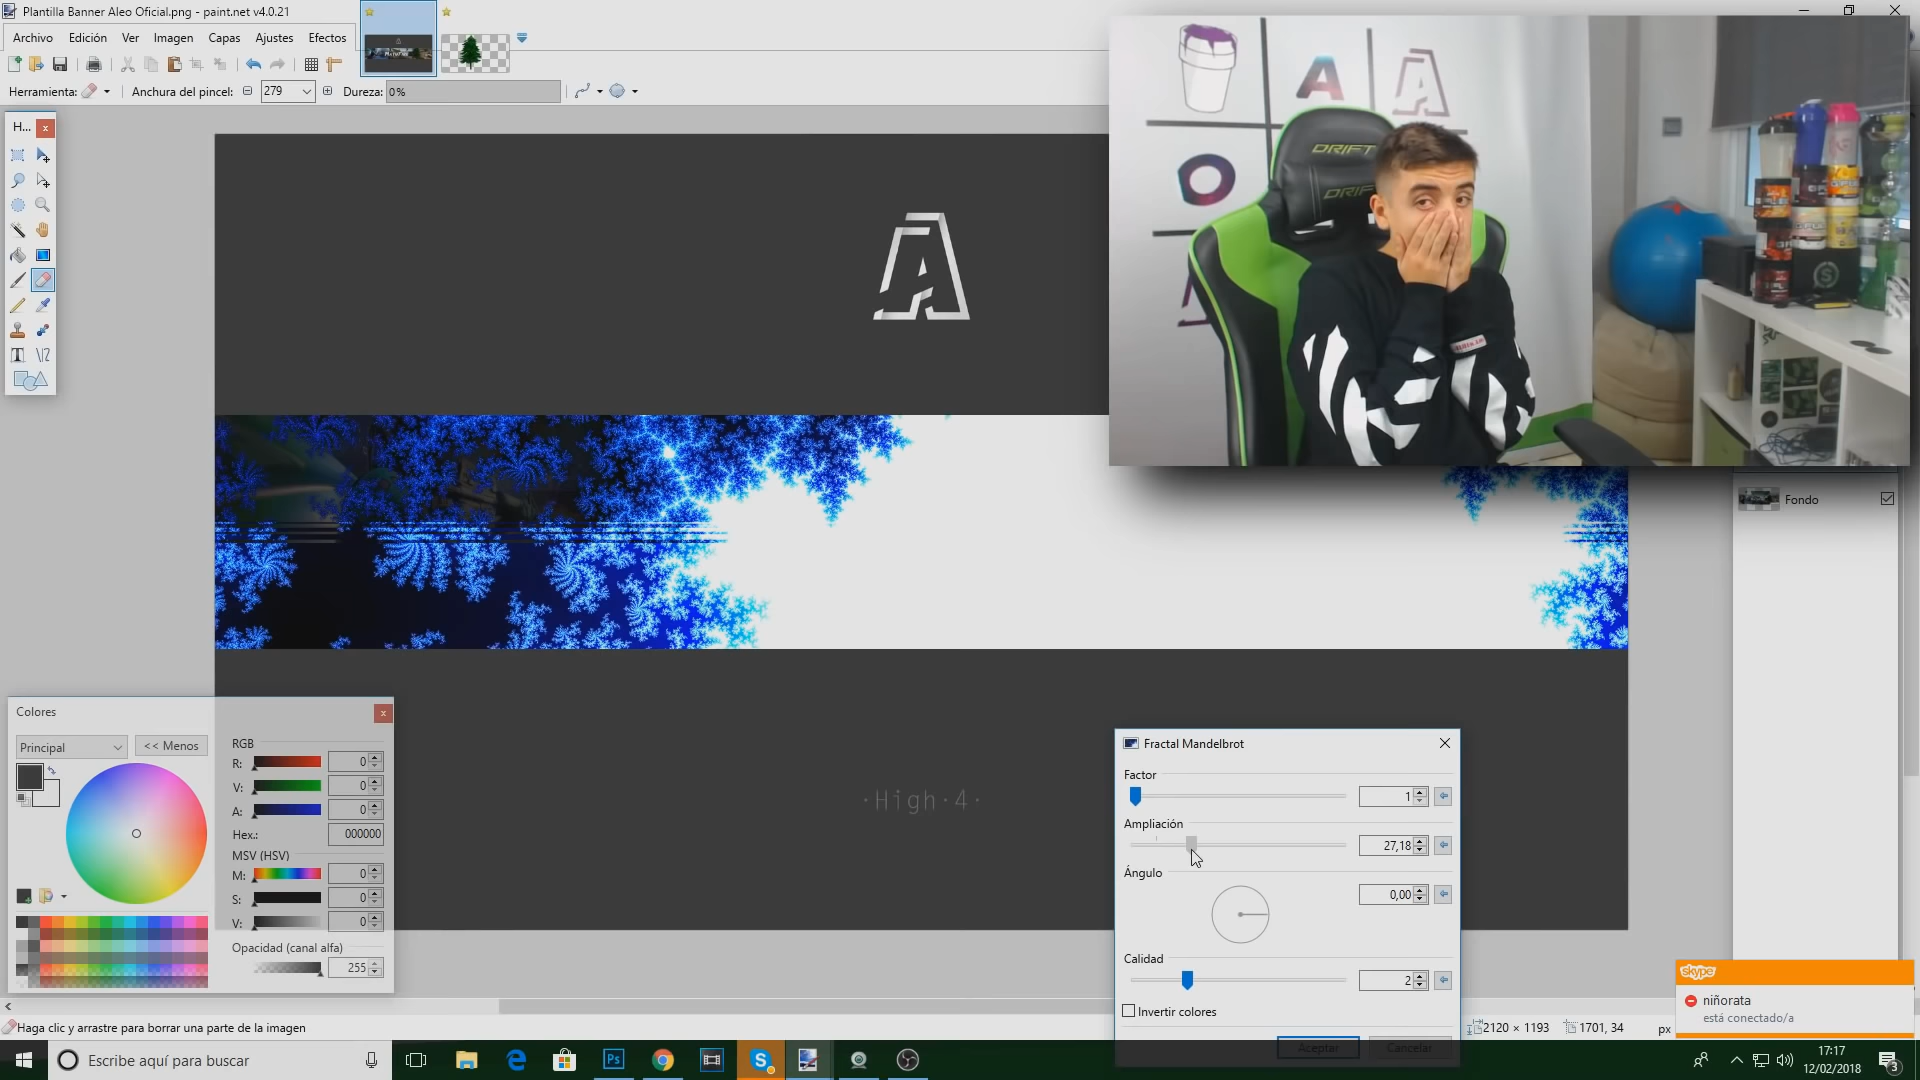 Plantilla Banner Aleo Oficial.png - paint.net v4.0.21
Archivo Edición Ver Imagen Capas Ajustes Efectos
Herramienta: Anchura del pincel: 279 Dureza: 0%
H...
DRIFT
Fondo
·High·4·
Colores
Principal << Menos
RGB
R: 0
V: 0
A: 0
Hex.: 000000
MSV (HSV)
M: 0
S: 0
V: 0
Opacidad (canal alfa)
255
Fractal Mandelbrot
Factor
1
Ampliación
27,18
Ángulo
0,00
Calidad
2
Invertir colores
Aceptar Cancelar
skype
niñorata
está conectado/a
Haga clic y arrastre para borrar una parte de la imagen
2120 × 1193 1701, 34 px
Escribe aquí para buscar
Ps
17:17
12/02/2018
3